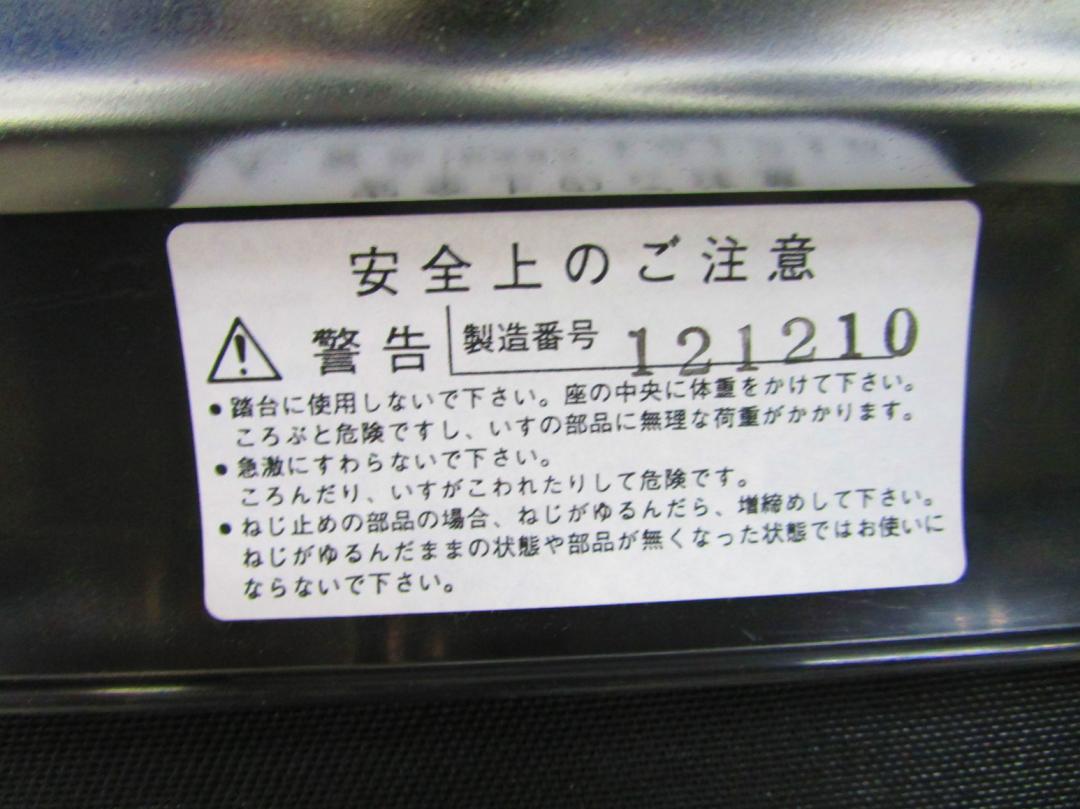 安全上のご注意
警告 製造番号 121210
●踏台に使用しないで下さい。座の中央に体重をかけて下さい。
ころぶと危険ですし、いすの部品に無理な荷重がかかります。
●急激にすわらないで下さい。
ころんだり、いすがこわれたりして危険です。
●ねじ止めの部品の場合、ねじがゆるんだら、増締めして下さい。
ねじがゆるんだままの状態や部品が無くなった状態ではお使いに
ならないで下さい。